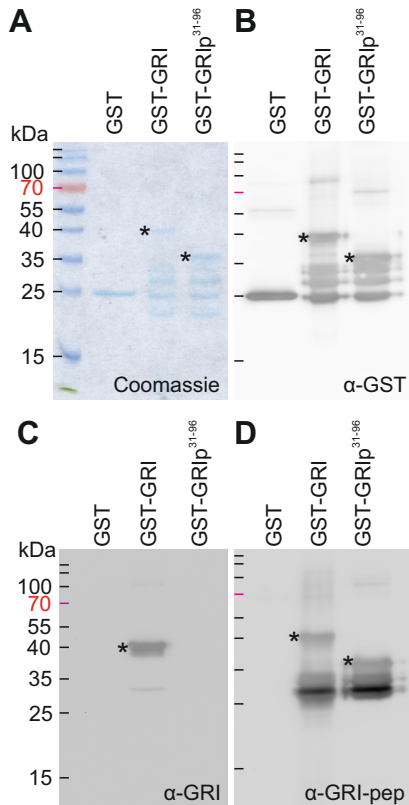 A
GST
GST-GRI
GST-GRIp31-96
kDa
100
70
55
40
35
25
15
*
*
Coomassie
B
GST
GST-GRI
GST-GRIp31-96
*
*
α-GST
C
GST
GST-GRI
GST-GRIp31-96
kDa
100
70
55
40
35
25
15
*
α-GRI
D
GST
GST-GRI
GST-GRIp31-96
*
*
α-GRI-pep